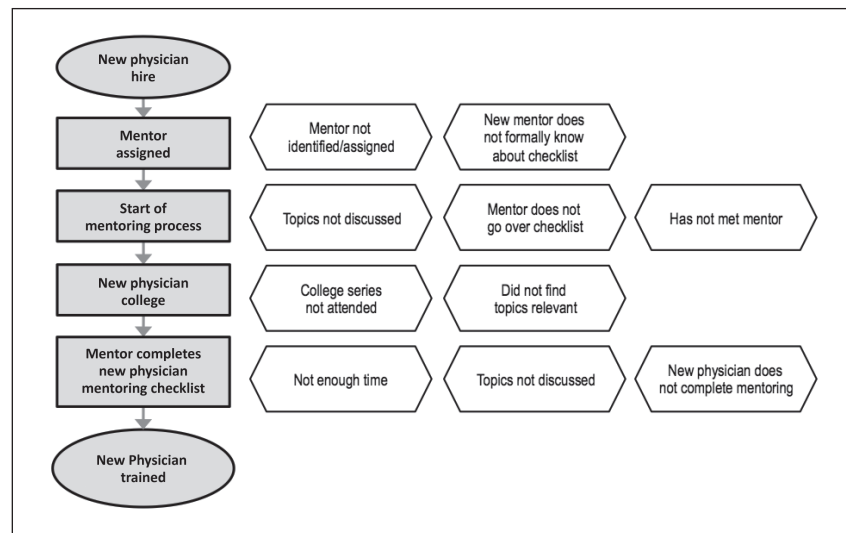 New physician
hire
Mentor
assigned
Mentor not
identified/assigned
New mentor does
not formally know
about checklist
Start of
mentoring process
Topics not discussed
Mentor does not
go over checklist
Has not met mentor
New physician
college
College series
not attended
Did not find
topics relevant
Mentor completes
new physician
mentoring checklist
Not enough time
Topics not discussed
New physician does
not complete mentoring
New Physician
trained